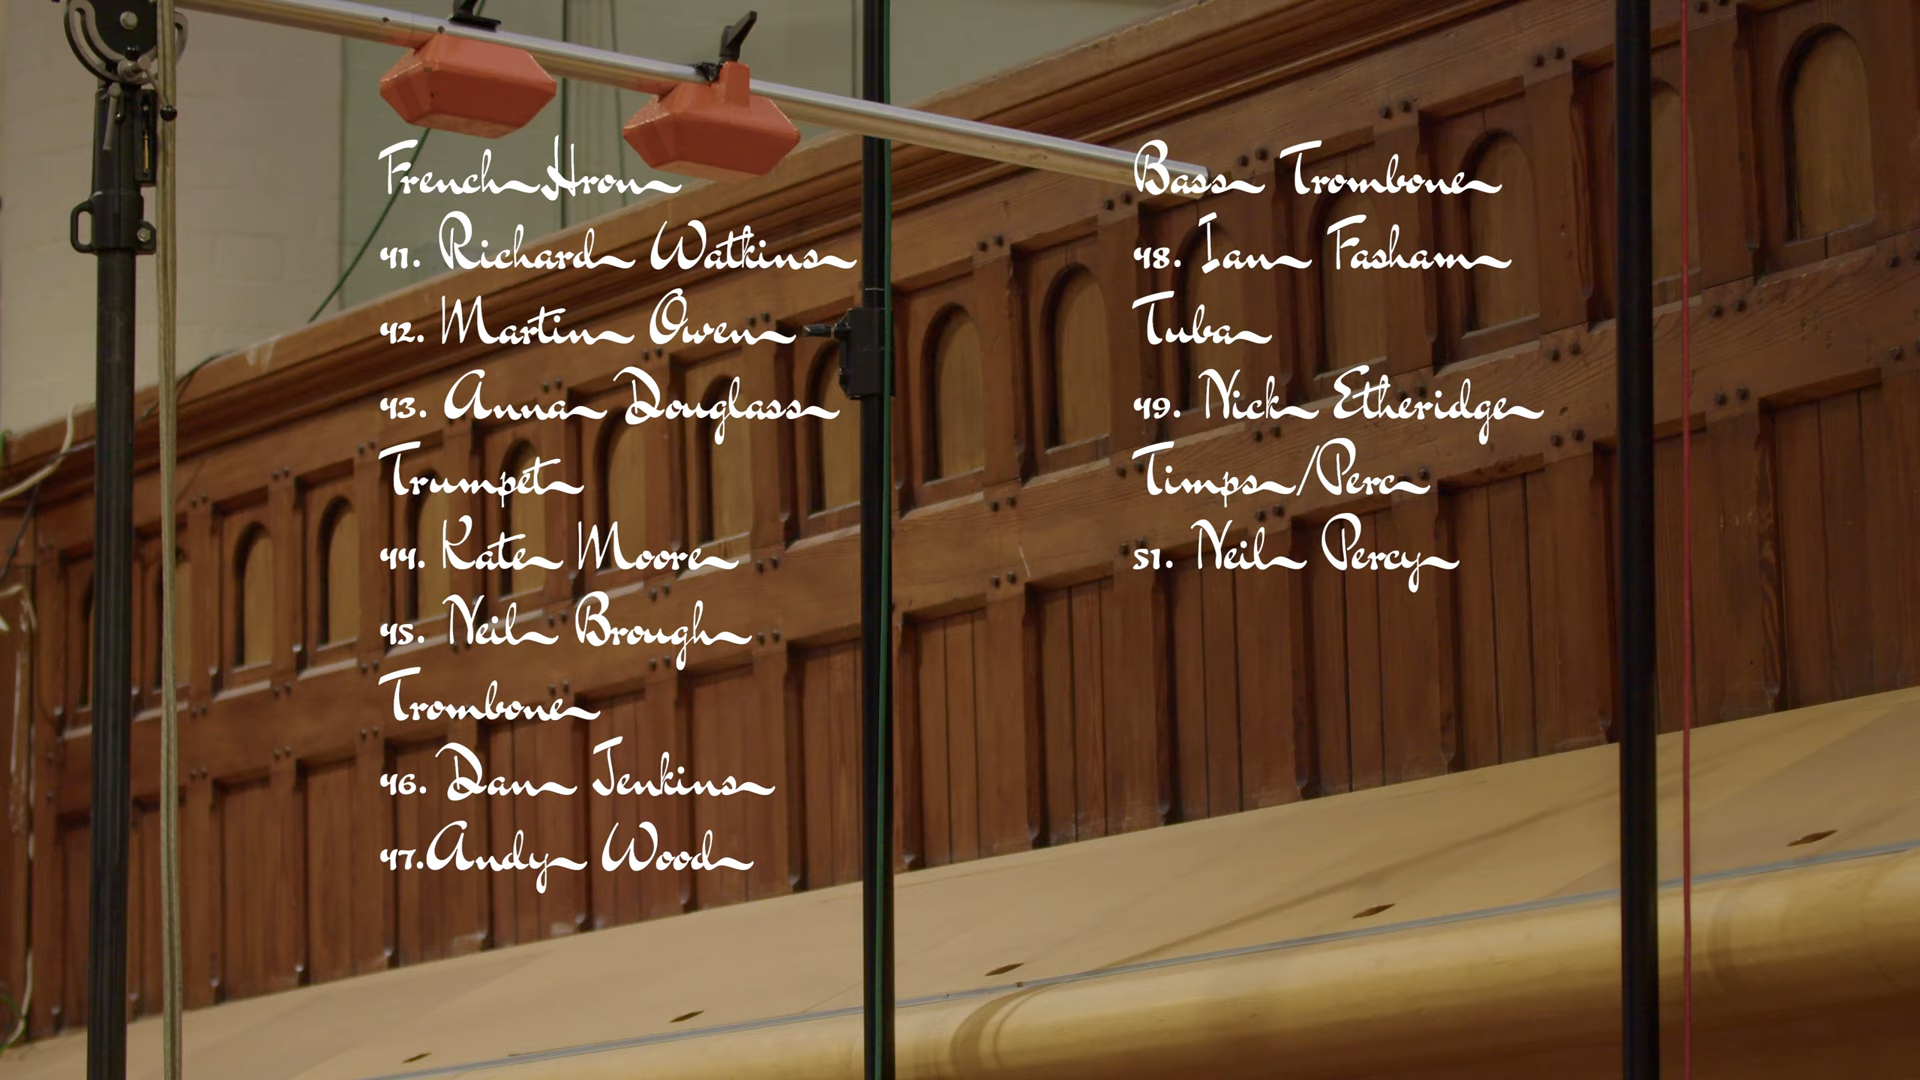 French Hron
41. Richard Watkins
42. Martin Owen
43. Anna Douglass
Trumpet
44. Kate Moore
45. Neil Brough
Trombone
46. Dan Jenkins
47.Andy Wood
Bass Trombone
48. Ian Fasham
Tuba
49. Nick Etheridge
Timps/Perc
51. Neil Percy